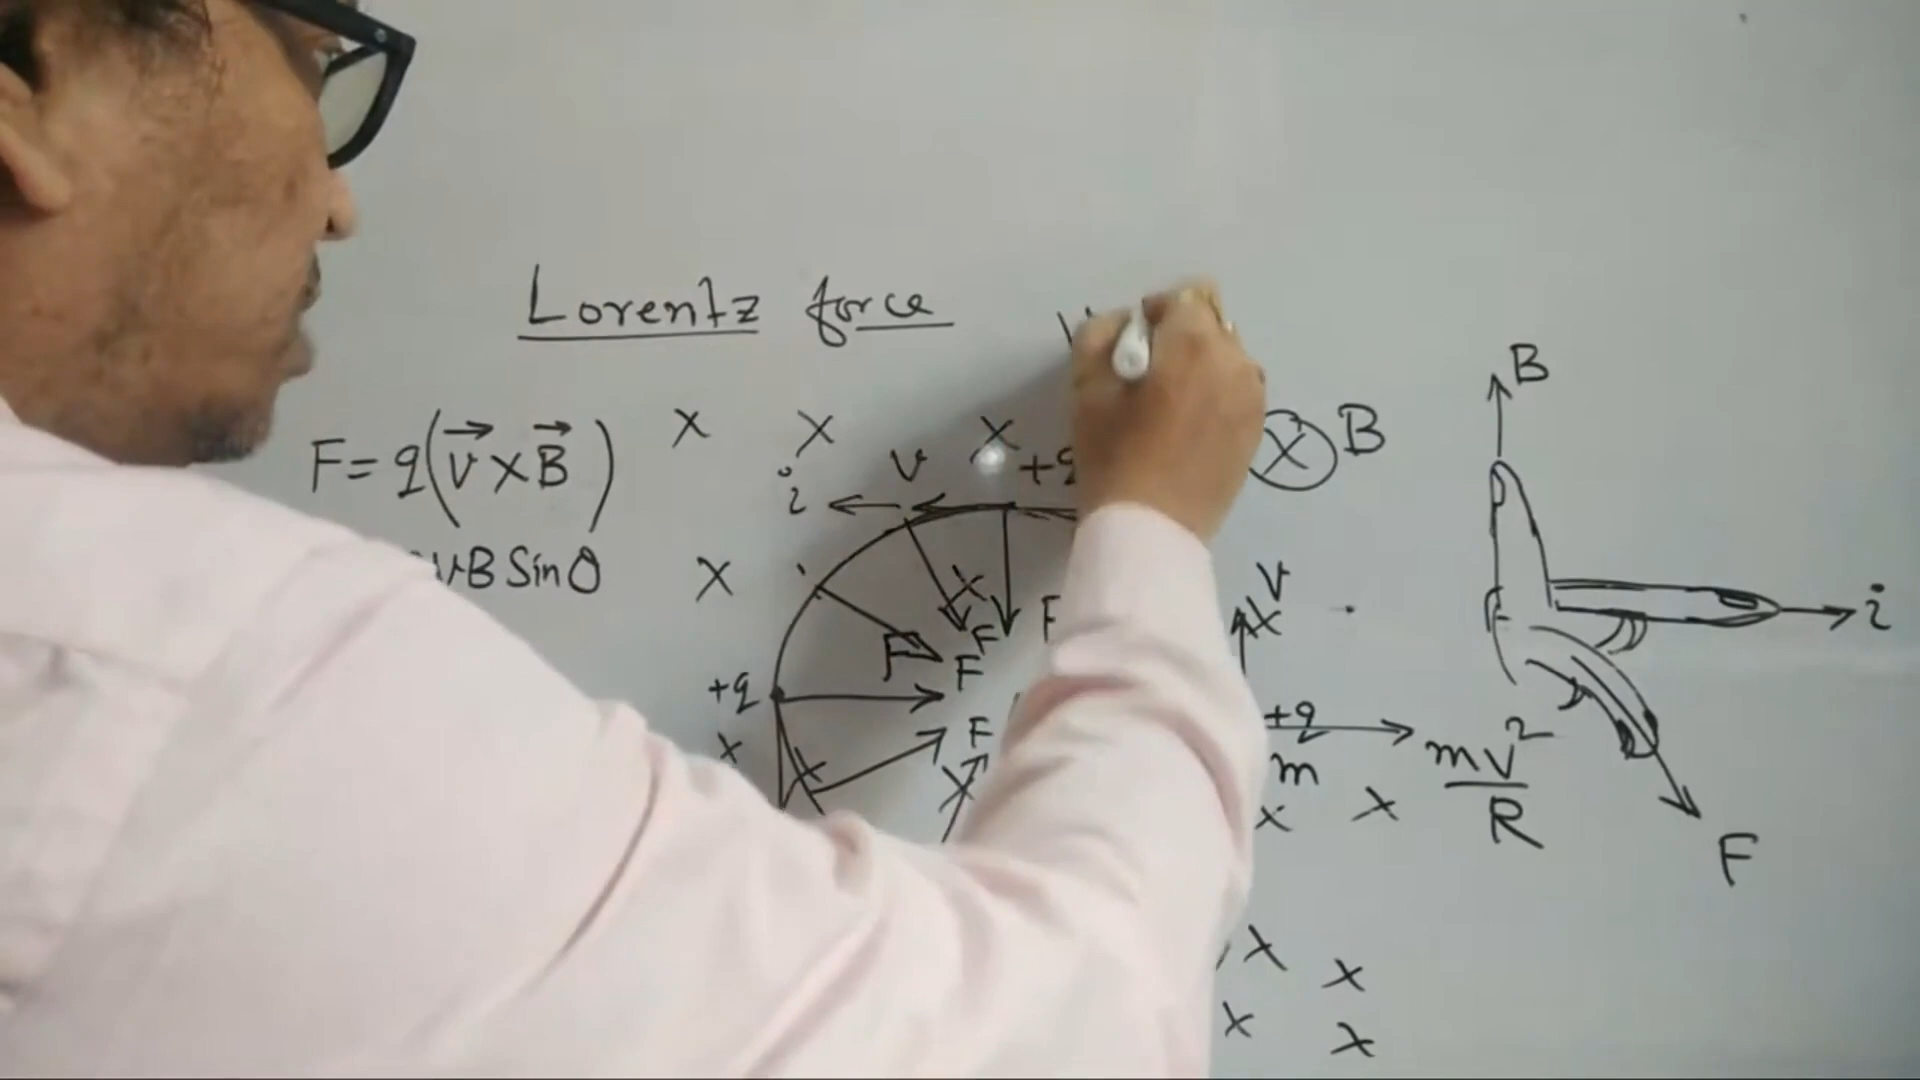 Lorentz force
F = q(v⃗ × B⃗)
vB Sin θ
X X X
i v +q
⊗ B
X X
F F F F
+q
F
X X X
v
X
+q
m
mv²/R
X X
X X
X X
B
i
F